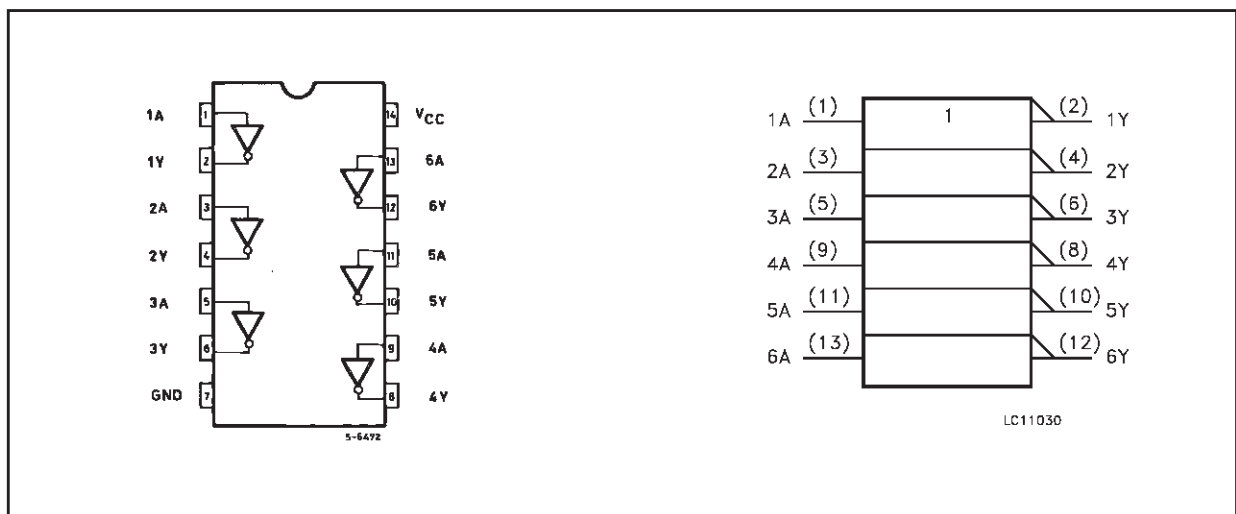 1A 1 14 VCC
1Y 2 13 6A
2A 3 12 6Y
2Y 4 11 5A
3A 5 10 5Y
3Y 6 9 4A
GND 7 8 4Y
5-6472
1A (1) 1 (2) 1Y
2A (3) (4) 2Y
3A (5) (6) 3Y
4A (9) (8) 4Y
5A (11) (10) 5Y
6A (13) (12) 6Y
LC11030